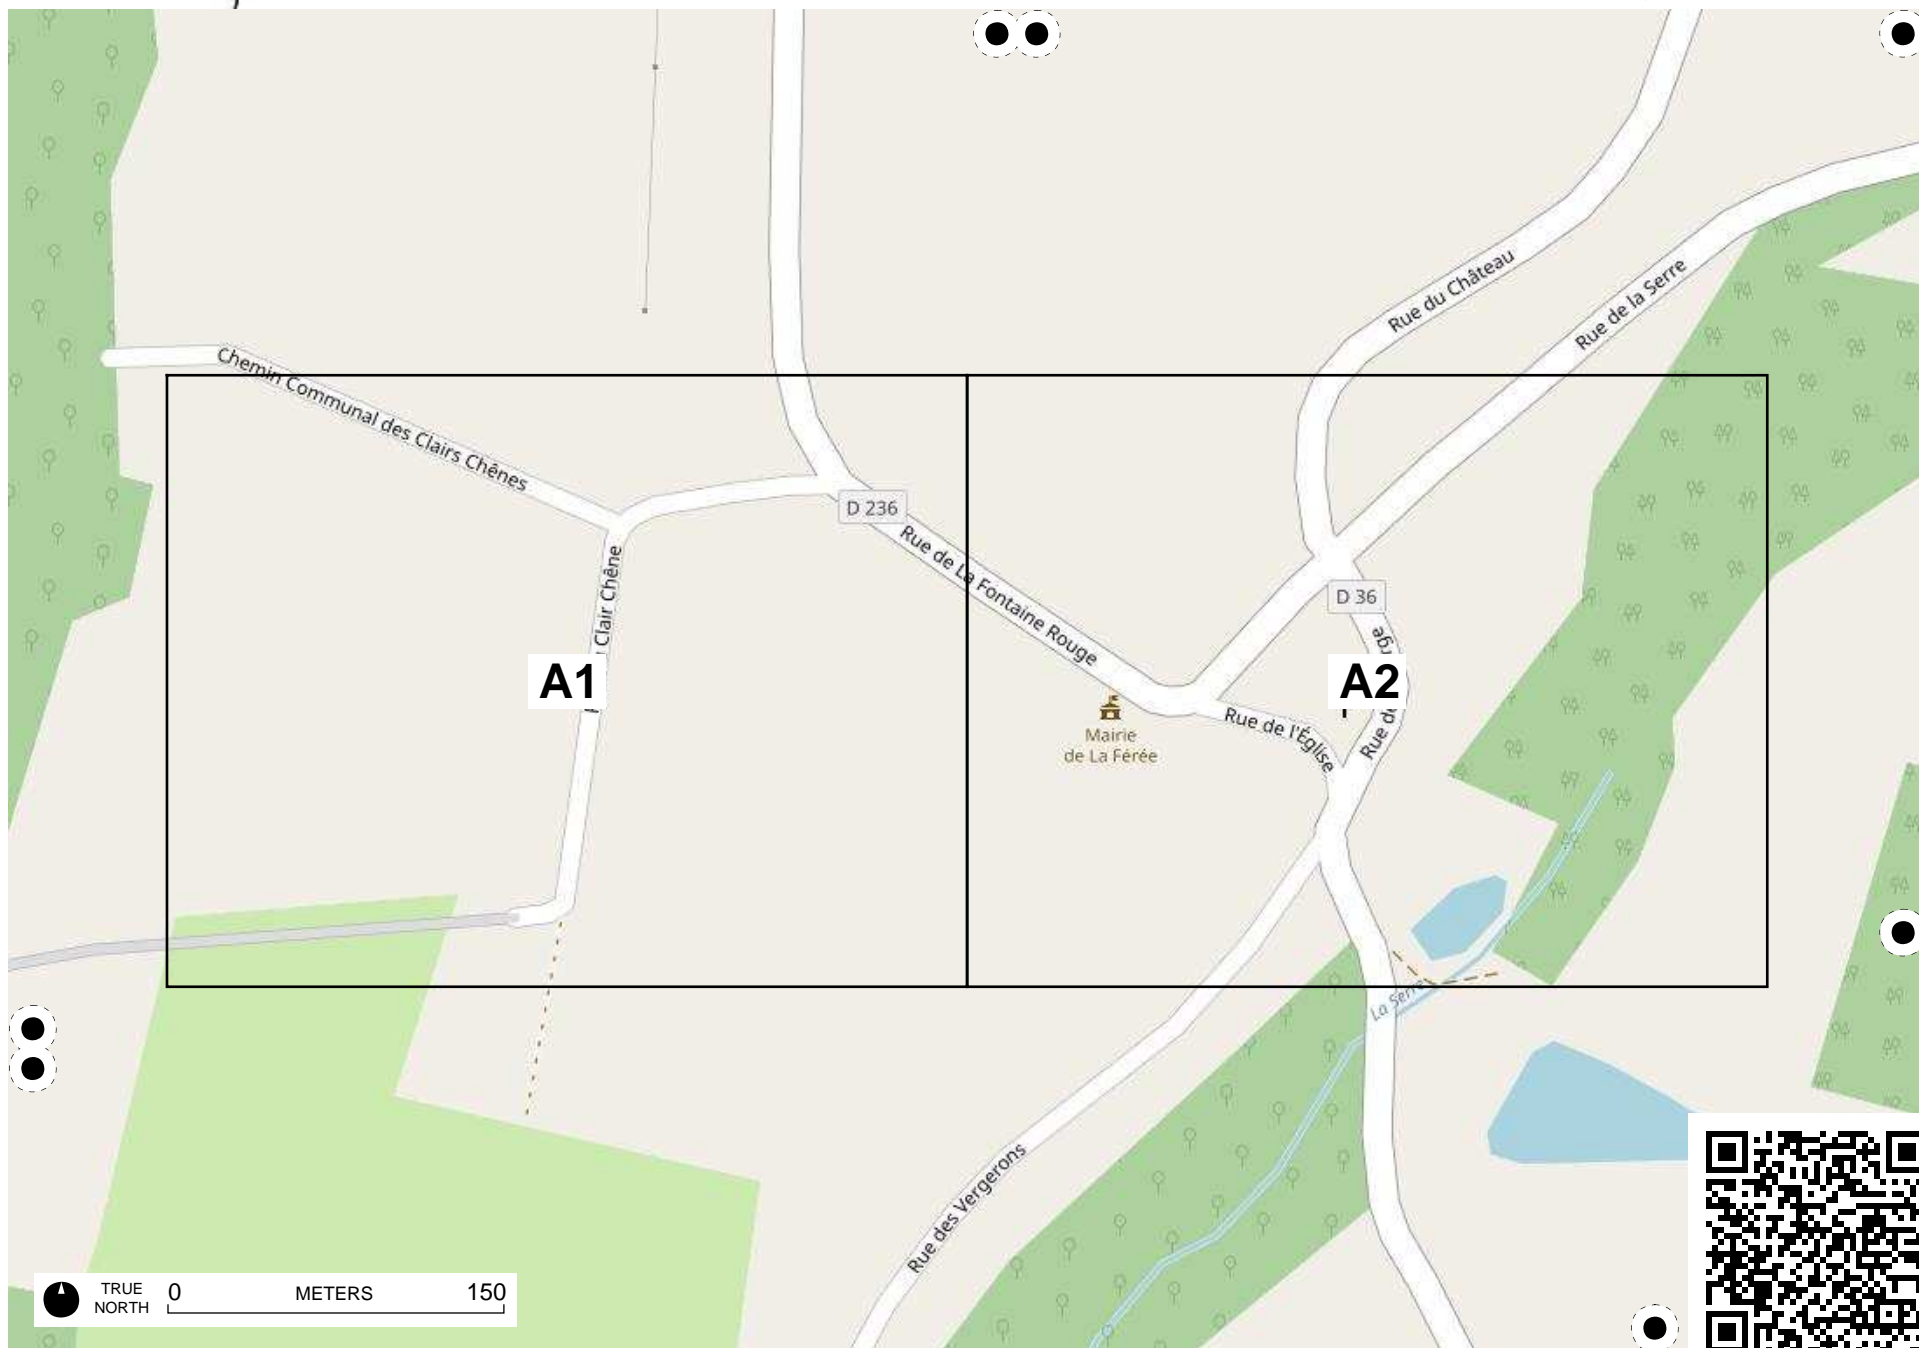 Rue du Château
Rue de la Serre
Chemin Communal des Clairs Chênes
D 236
Rue de La Fontaine Rouge
Clair Chêne
D 36
A1
A2
Rue de l'Église
Mairie
de La Férée
La Serre
Rue des Vergerons
TRUE
NORTH
0
METERS
150